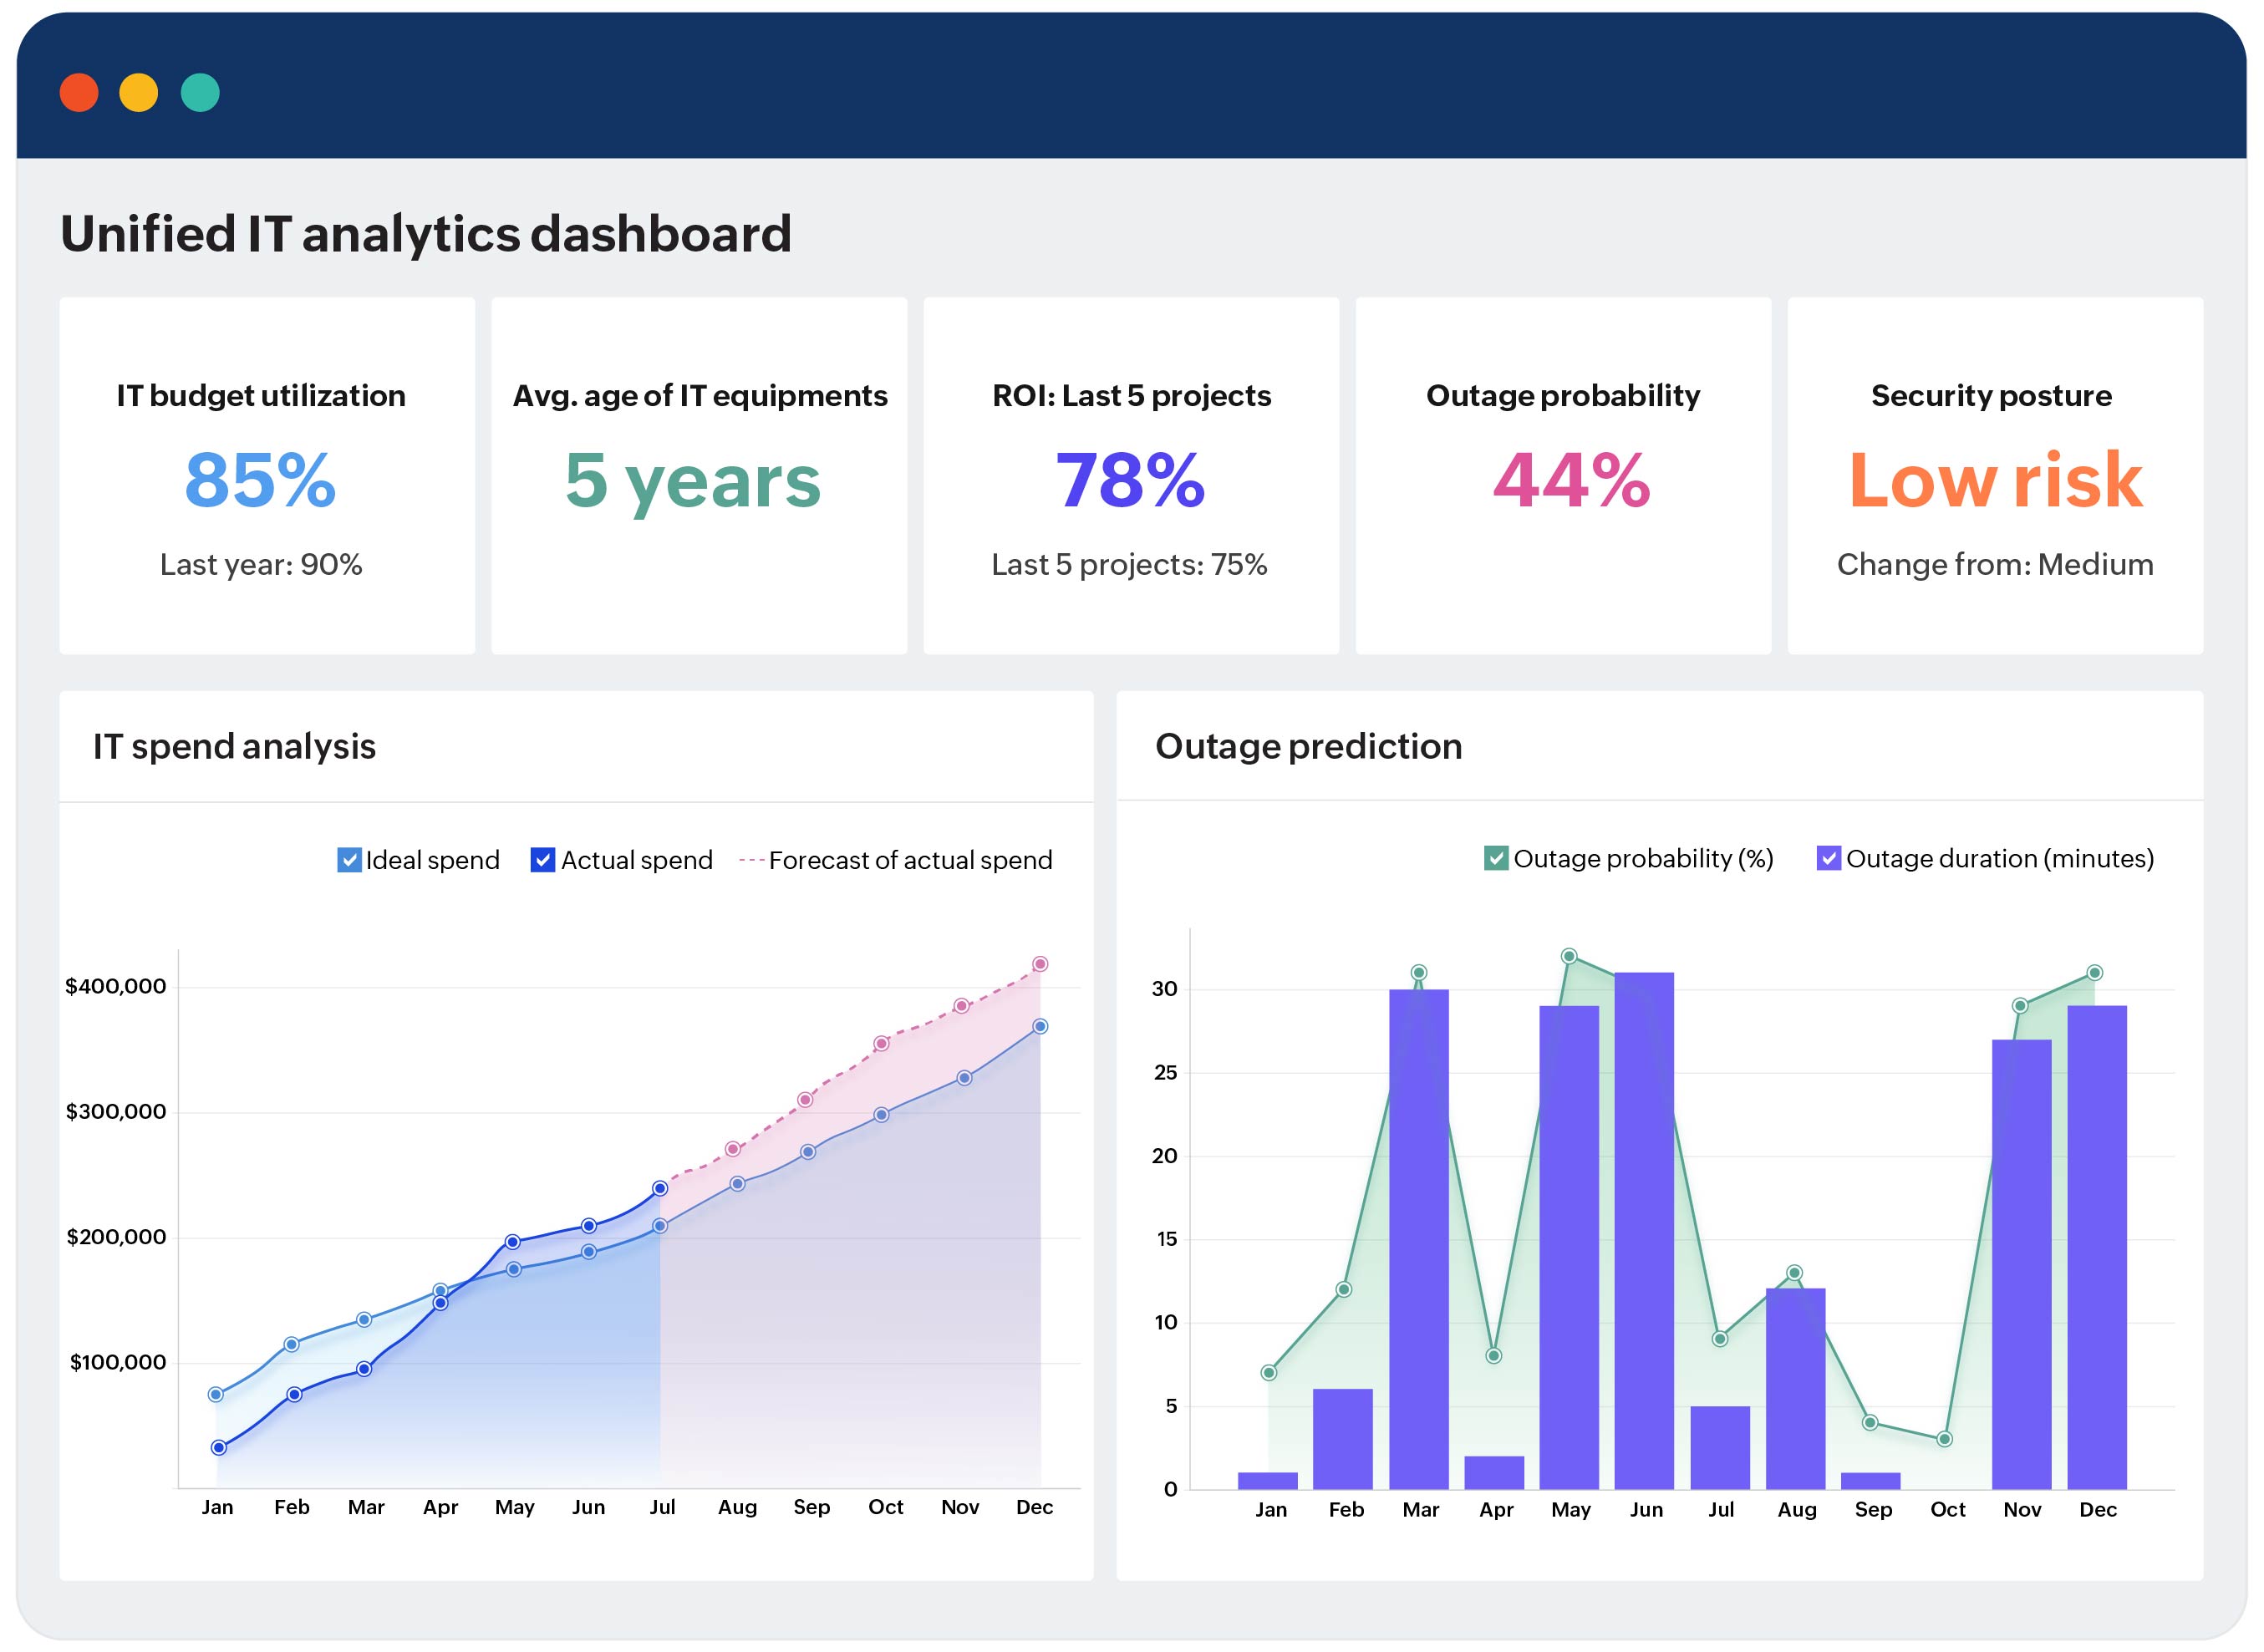 Unified IT analytics dashboard
IT budget utilization
85%
Last year: 90%
Avg. age of IT equipments
5 years
ROI: Last 5 projects
78%
Last 5 projects: 75%
Outage probability
44%
Security posture
Low risk
Change from: Medium
IT spend analysis
Ideal spend Actual spend Forecast of actual spend
$400,000
$300,000
$200,000
$100,000
Jan Feb Mar Apr May Jun Jul Aug Sep Oct Nov Dec
Outage prediction
Outage probability (%) Outage duration (minutes)
30
25
20
15
10
5
0
Jan Feb Mar Apr May Jun Jul Aug Sep Oct Nov Dec